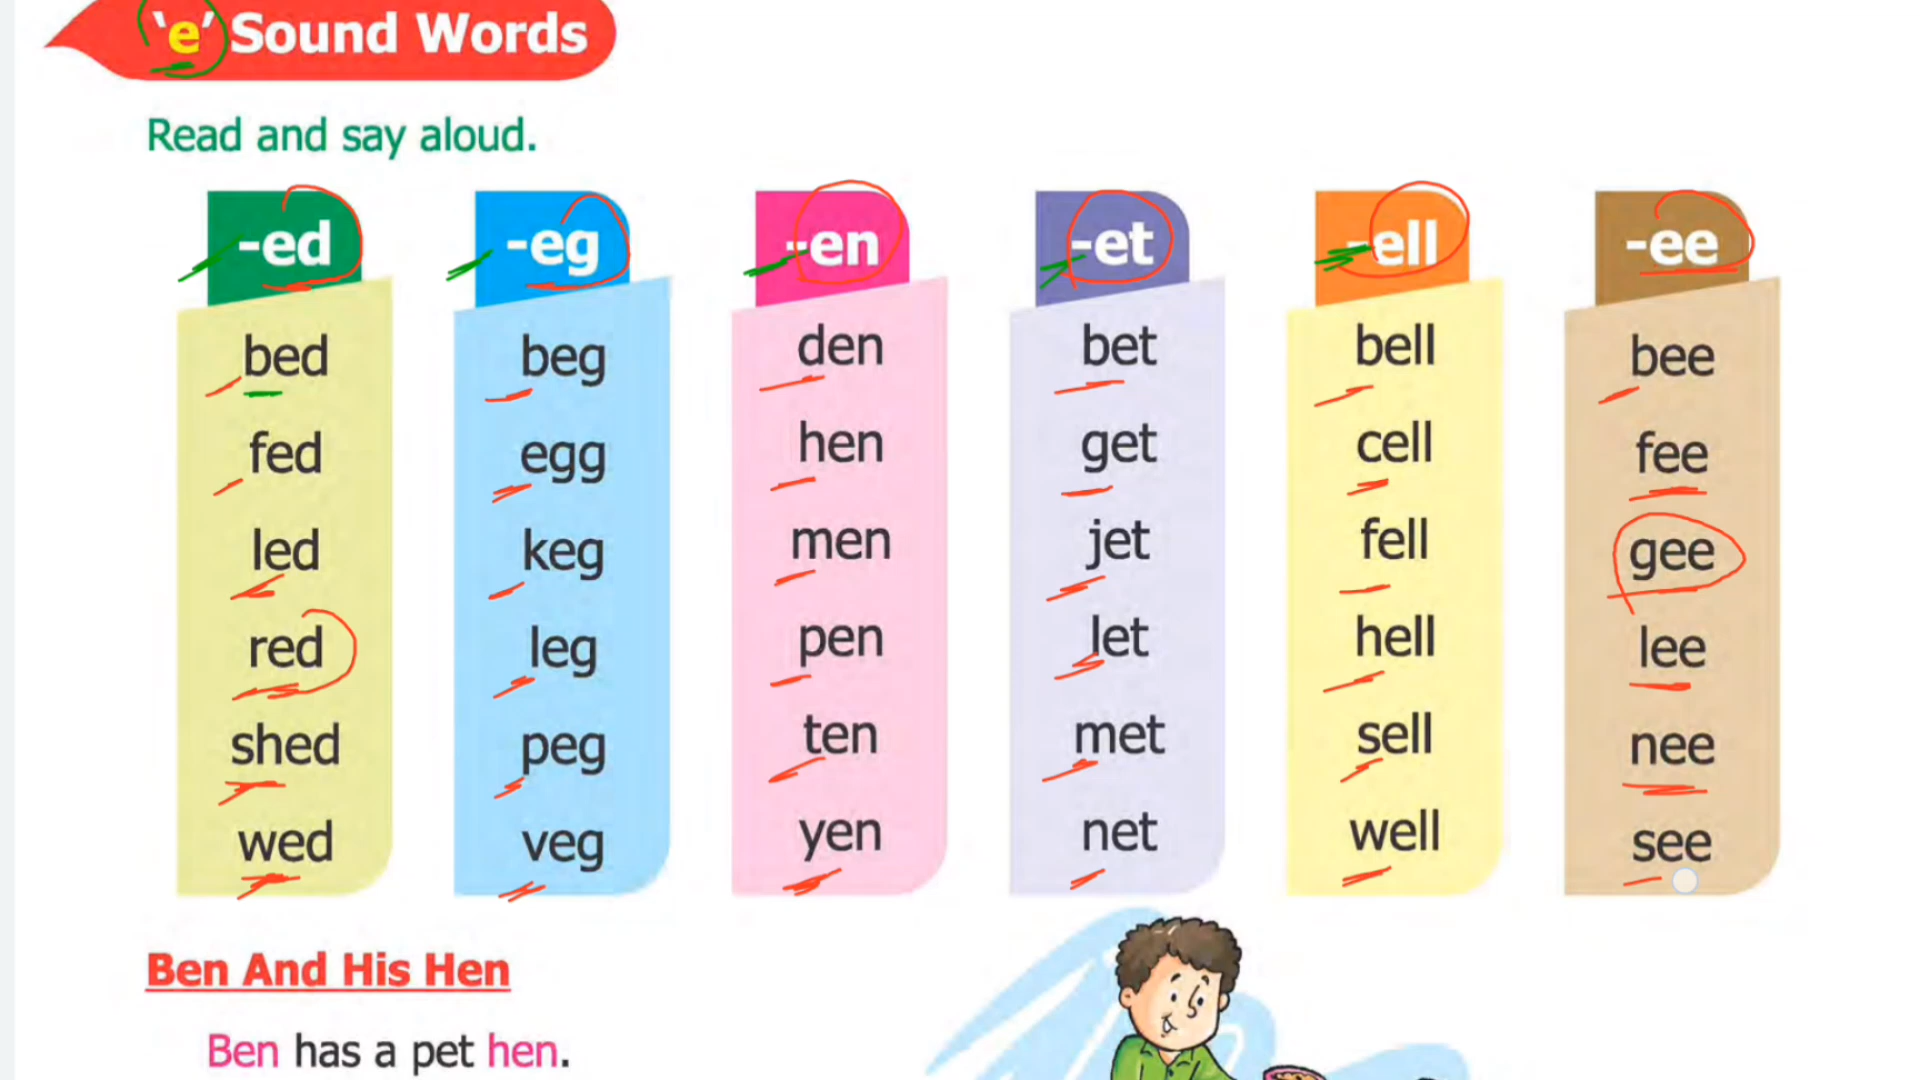 'e' Sound Words
Read and say aloud.
-ed -eg -en -et -ell -ee
bed beg den bet bell bee
fed egg hen get cell fee
led keg men jet fell gee
red leg pen let hell lee
shed peg ten met sell nee
wed veg yen net well see
Ben And His Hen
Ben has a pet hen.